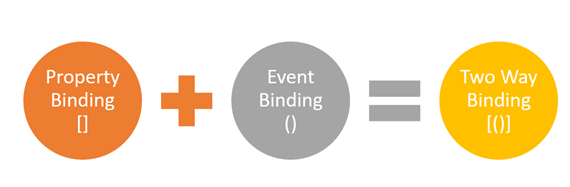 Property
Binding
[]
Event
Binding
()
Two Way
Binding
[()]